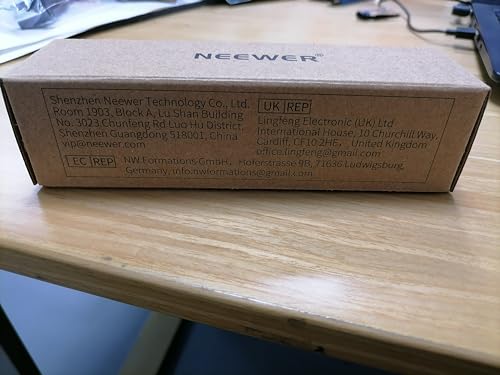 NEEWER®
Shenzhen Neewer Technology Co., Ltd.
Room 1903, Block A, Lu Shan Building
No. 3023,Chunfeng Rd.Luo Hu District,
Shenzhen Guangdong 518001, China
vip@neewer.com
UK REP
Lingfeng Electronic (UK) Ltd
International House, 10 Churchill Way,
Cardiff, CF10 2HE, United Kingdom
office.lingfeng@gmail.com
EC REP NW Formations GmbH, Hoferstrasse 9B, 71636 Ludwigsburg,
Germany, info.nwformations@gmail.com